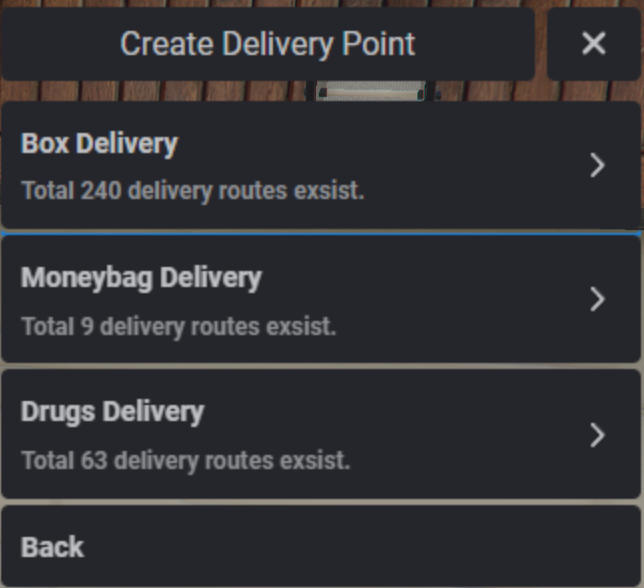 Create Delivery Point
Box Delivery
Total 240 delivery routes exsist.
Moneybag Delivery
Total 9 delivery routes exsist.
Drugs Delivery
Total 63 delivery routes exsist.
Back